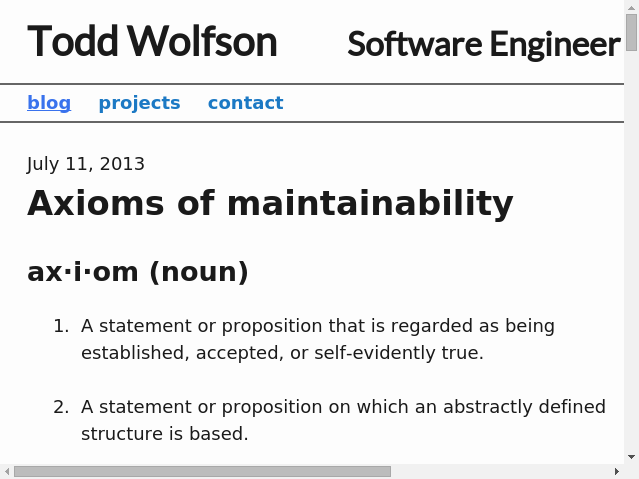 Todd Wolfson Software Engineer
blog projects contact
July 11, 2013
Axioms of maintainability
ax·i·om (noun)
1. A statement or proposition that is regarded as being
established, accepted, or self-evidently true.
2. A statement or proposition on which an abstractly defined
structure is based.